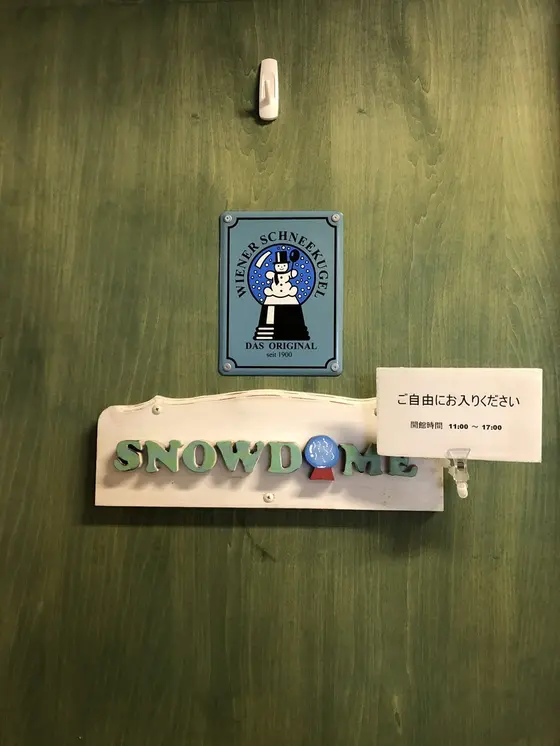 WIENER SCHNEEKUGEL
DAS ORIGINAL
seit 1900
ご自由にお入りください
開館時間 11:00 ～ 17:00
SNOWDOME